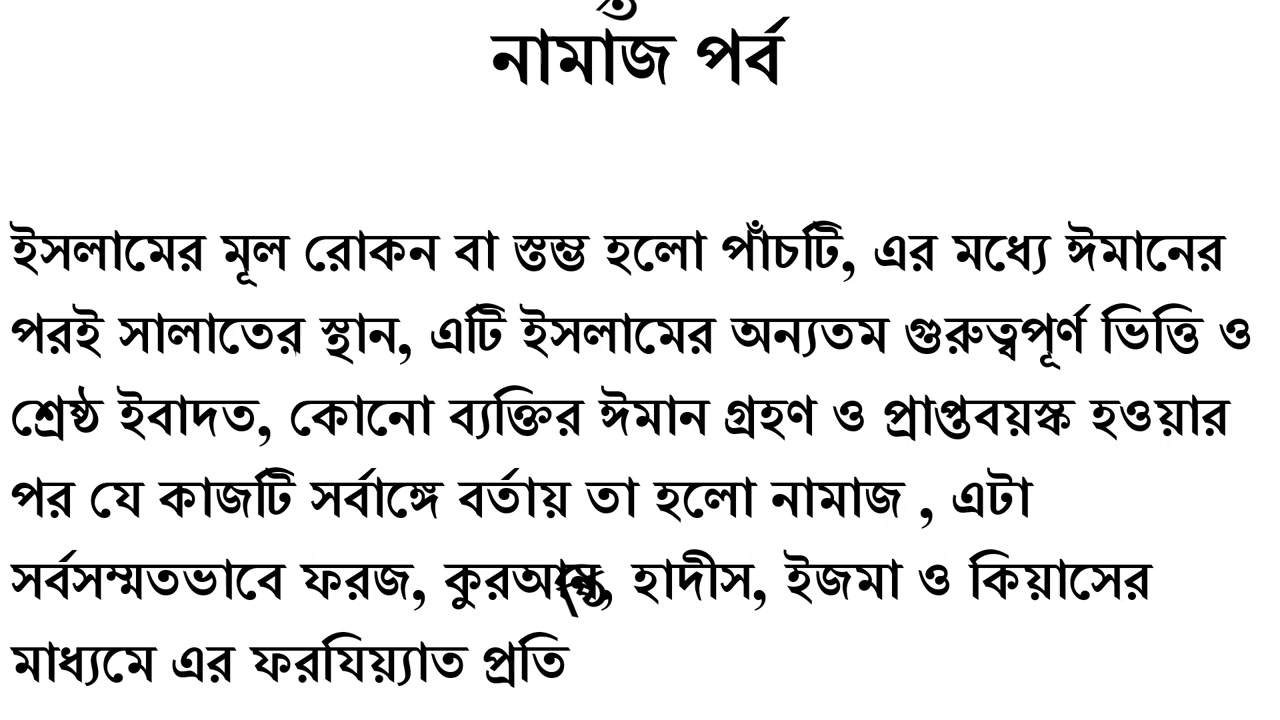 নামাজ পর্ব
ইসলামের মূল রোকন বা স্তম্ভ হলো পাঁচটি, এর মধ্যে ঈমানের
পরই সালাতের স্থান, এটি ইসলামের অন্যতম গুরুত্বপূর্ণ ভিত্তি ও
শ্রেষ্ঠ ইবাদত, কোনো ব্যক্তির ঈমান গ্রহণ ও প্রাপ্তবয়স্ক হওয়ার
পর যে কাজটি সর্বাঙ্গে বর্তায় তা হলো নামাজ , এটা
সর্বসম্মতভাবে ফরজ, হাদীস, ইজমা ও কিয়াসের
মাধ্যমে এর ফরযিয়্যাত প্রতি